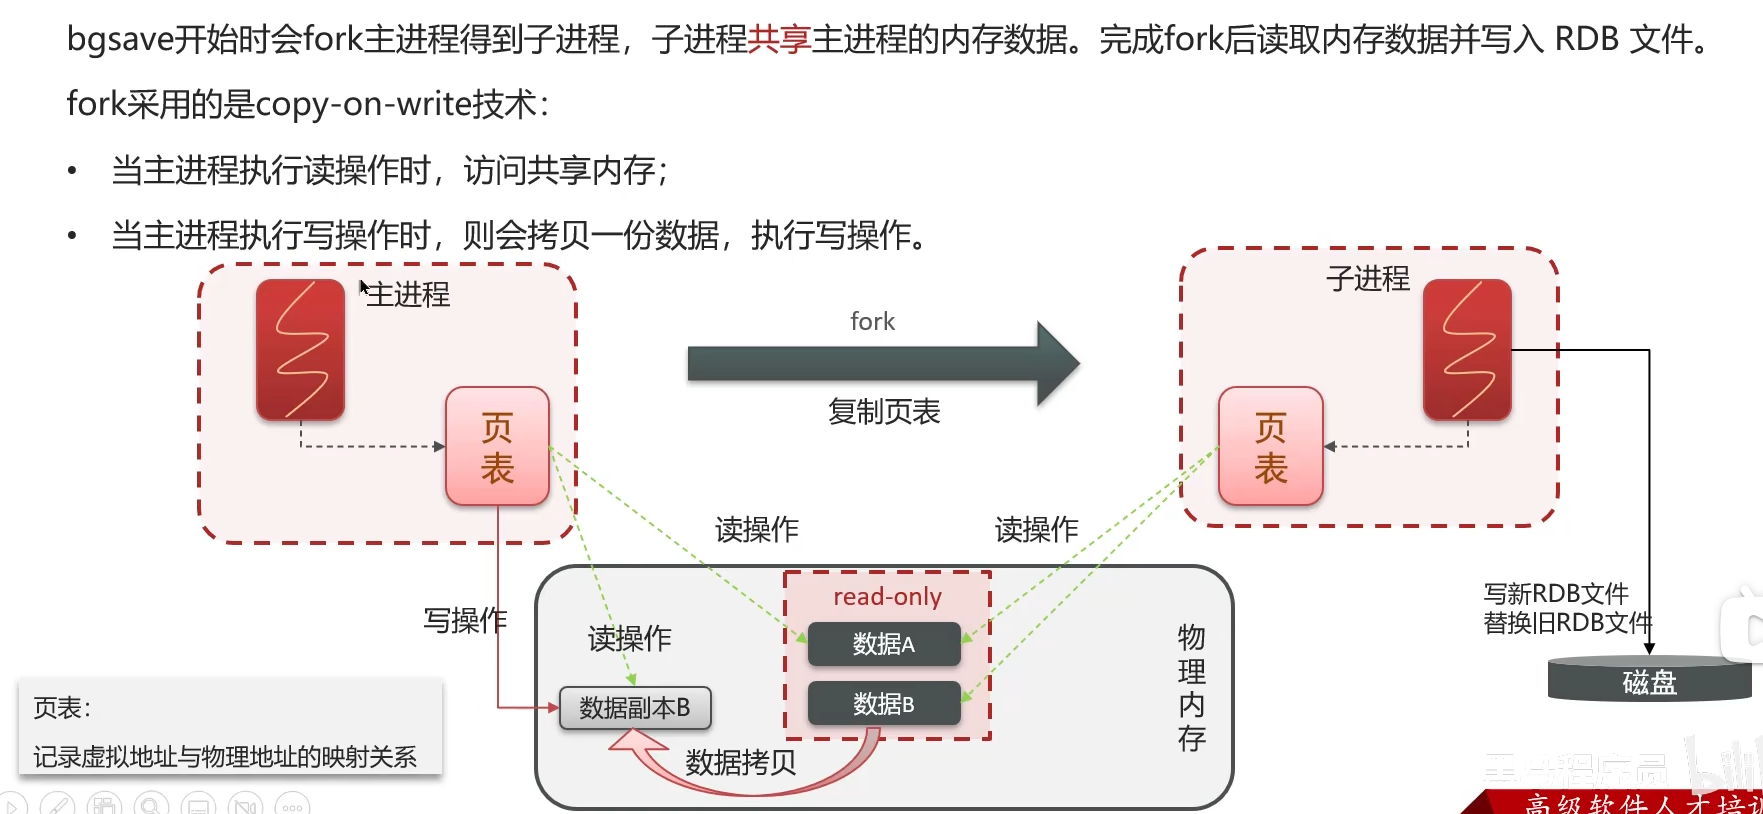 bgsave开始时会fork主进程得到子进程，子进程共享主进程的内存数据。完成fork后读取内存数据并写入 RDB 文件。
fork采用的是copy-on-write技术：
• 当主进程执行读操作时，访问共享内存；
• 当主进程执行写操作时，则会拷贝一份数据，执行写操作。
主进程
页
表
fork
复制页表
子进程
页
表
读操作
读操作
写操作
读操作
read-only
数据A
数据B
数据副本B
数据拷贝
物
理
内
存
写新RDB文件
替换旧RDB文件
磁盘
页表：
记录虚拟地址与物理地址的映射关系
高级软件人才培训